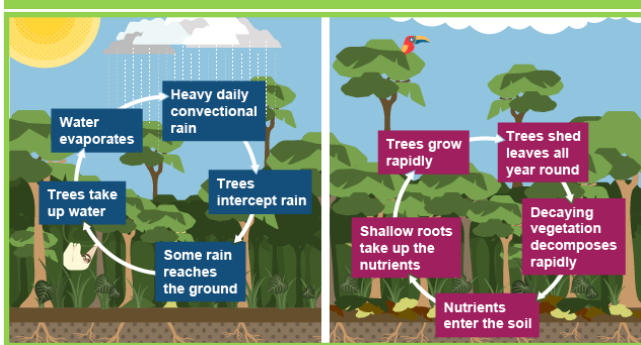 Heavy daily
convectional
rain
Trees
intercept rain
Some rain
reaches
the ground
Trees take
up water
Water
evaporates
Trees grow
rapidly
Trees shed
leaves all
year round
Decaying
vegetation
decomposes
rapidly
Nutrients
enter the soil
Shallow roots
take up the
nutrients